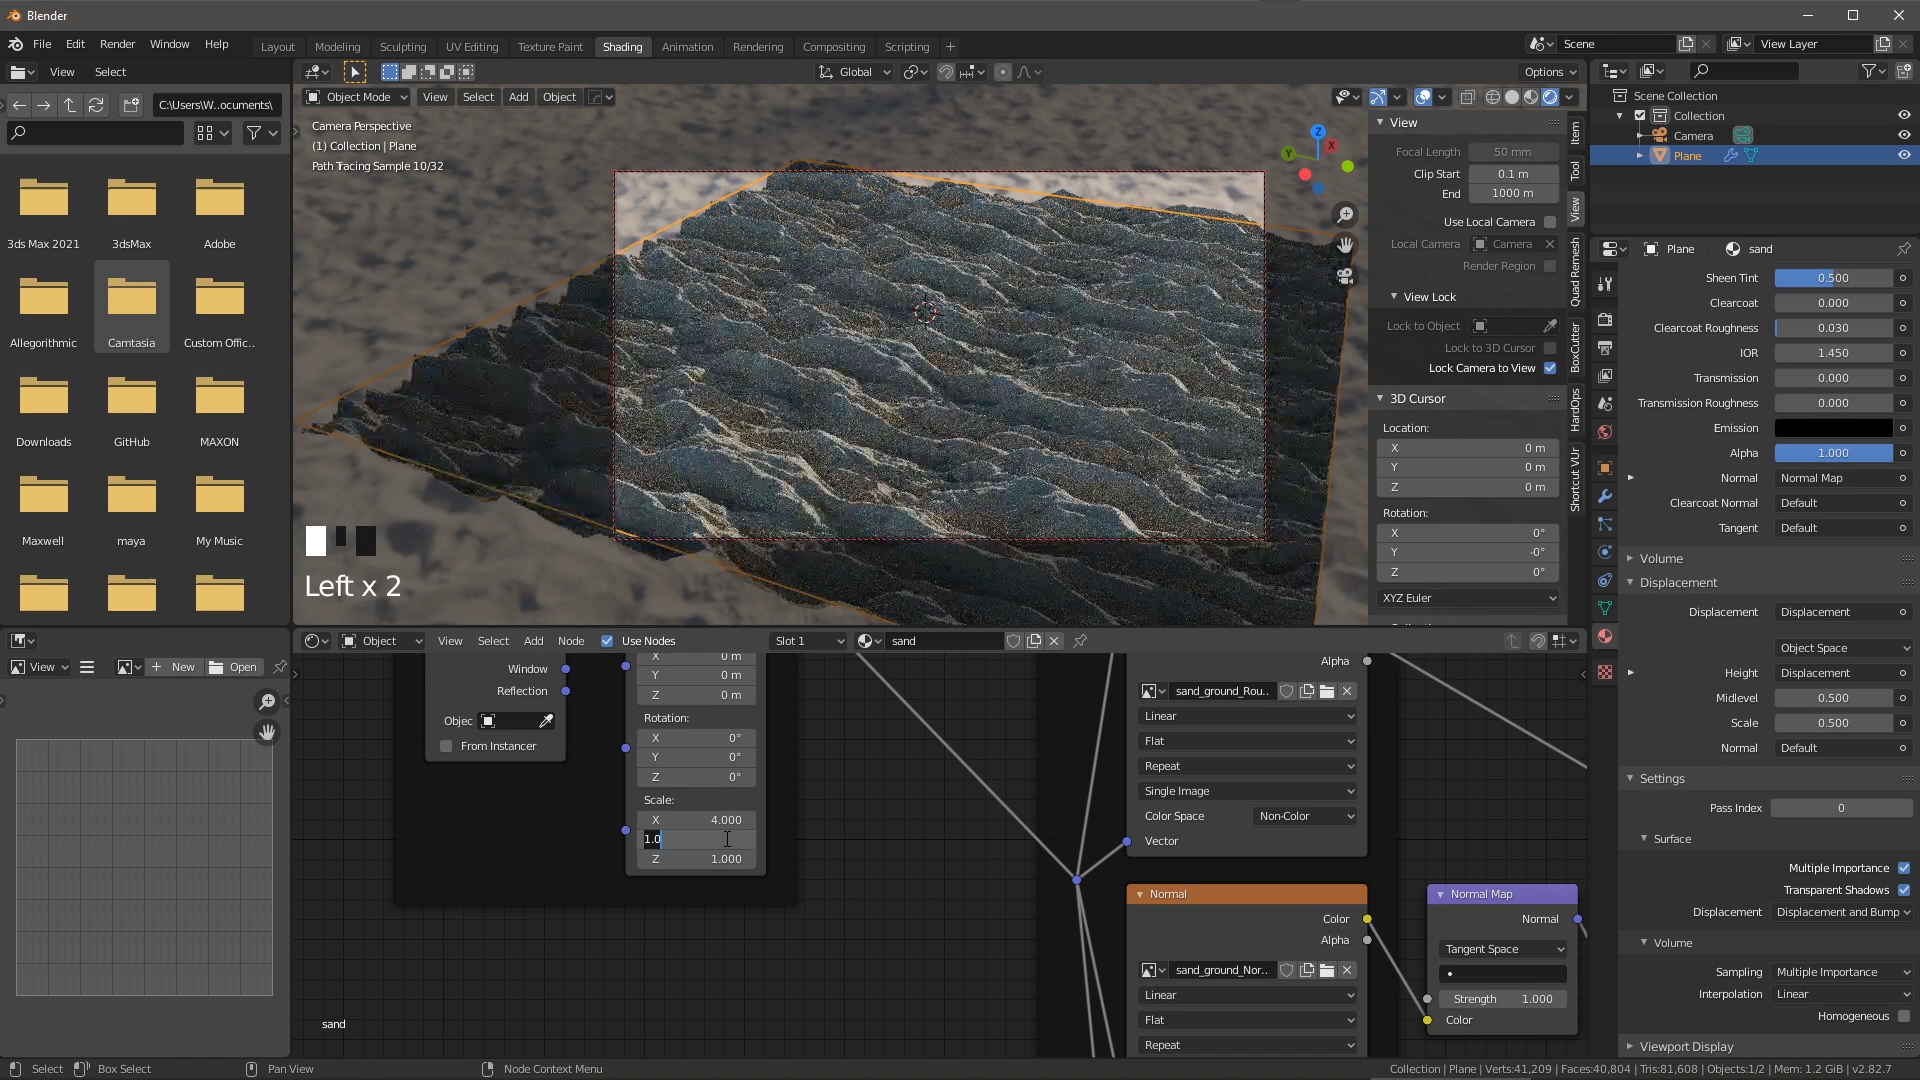 Blender
File Edit Render Window Help
Layout Modeling Sculpting UV Editing Texture Paint Shading Animation Rendering Compositing Scripting +
Scene
View Layer
View Select
Global
Options
C:\Users\W..ocuments\
Object Mode View Select Add Object
Camera Perspective
(1) Collection | Plane
Path Tracing Sample 10/32
3ds Max 2021
3dsMax
Adobe
Allegorithmic
Camtasia
Custom Offic..
Downloads
GitHub
MAXON
Maxwell
maya
My Music
Left x 2
Z
X
Y
View
Focal Length 50 mm
Clip Start 0.1 m
End 1000 m
Use Local Camera
Local Camera Camera
Render Region
View Lock
Lock to Object
Lock to 3D Cursor
Lock Camera to View
3D Cursor
Location:
X 0 m
Y 0 m
Z 0 m
Rotation:
X 0°
Y -0°
Z 0°
XYZ Euler
Item
Tool
View
Quad Remesh
BoxCutter
HardOps
Shortcut VUr
Scene Collection
Collection
Camera
Plane
Plane sand
Sheen Tint 0.500
Clearcoat 0.000
Clearcoat Roughness 0.030
IOR 1.450
Transmission 0.000
Transmission Roughness 0.000
Emission
Alpha 1.000
Normal Normal Map
Clearcoat Normal Default
Tangent Default
Volume
Displacement
Displacement Displacement
Object Space
Height Displacement
Midlevel 0.500
Scale 0.500
Normal Default
Settings
Pass Index 0
Surface
Multiple Importance
Transparent Shadows
Displacement Displacement and Bump
Volume
Sampling Multiple Importance
Interpolation Linear
Homogeneous
Viewport Display
View New Open
Object View Select Add Node Use Nodes Slot 1 sand
Window
Reflection
Objec
From Instancer
X 0 m
Y 0 m
Z 0 m
Rotation:
X 0°
Y 0°
Z 0°
Scale:
X 4.000
1.0
Z 1.000
Alpha
sand_ground_Rou..
Linear
Flat
Repeat
Single Image
Color Space Non-Color
Vector
Normal
Color
Alpha
sand_ground_Nor..
Linear
Flat
Repeat
Normal Map
Normal
Tangent Space
Strength 1.000
Color
sand
Select Box Select Pan View Node Context Menu
Collection | Plane | Verts:41,209 | Faces:40,804 | Tris:81,608 | Objects:1/2 | Mem: 1.2 GiB | v2.82.7